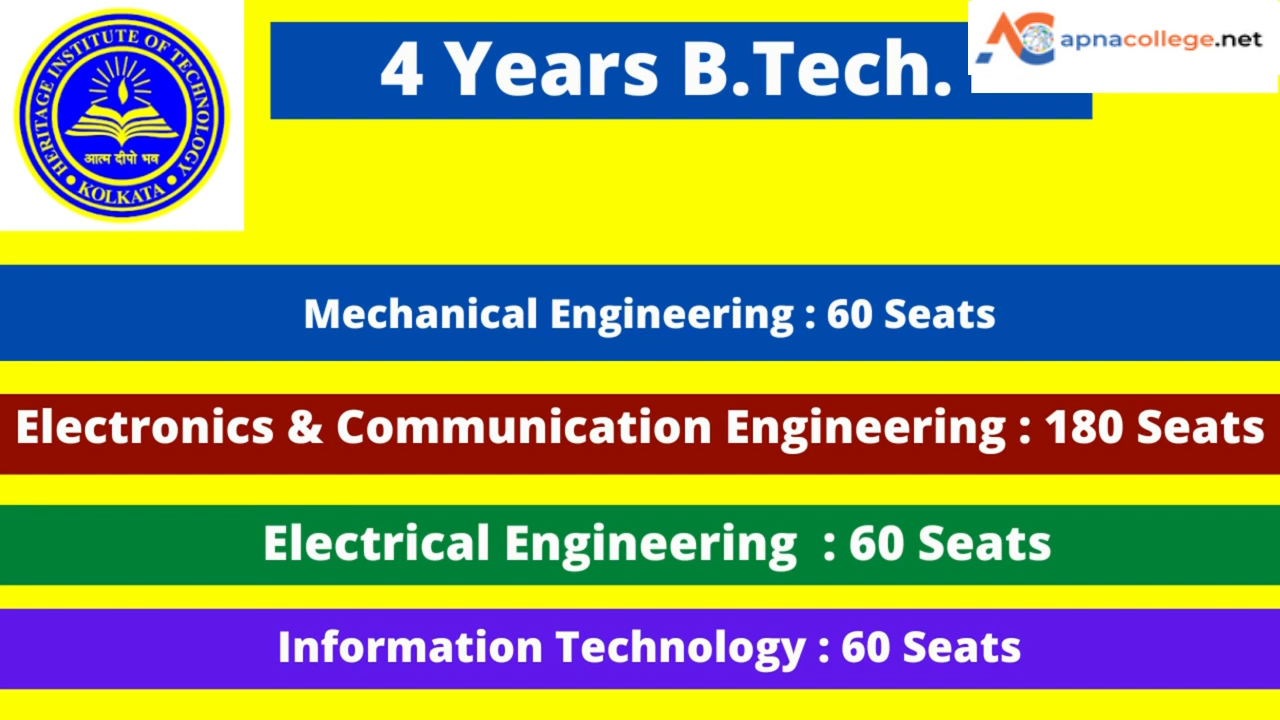 HERITAGE INSTITUTE OF TECHNOLOGY
आत्म दीपो भव
• KOLKATA •
4 Years B.Tech.
apnacollege.net
Mechanical Engineering : 60 Seats
Electronics & Communication Engineering : 180 Seats
Electrical Engineering : 60 Seats
Information Technology : 60 Seats